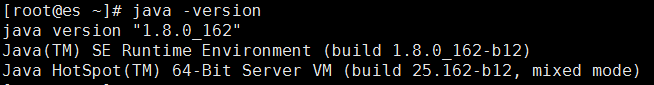 [root@es ~]# java -version
java version "1.8.0_162"
Java(TM) SE Runtime Environment (build 1.8.0_162-b12)
Java HotSpot(TM) 64-Bit Server VM (build 25.162-b12, mixed mode)